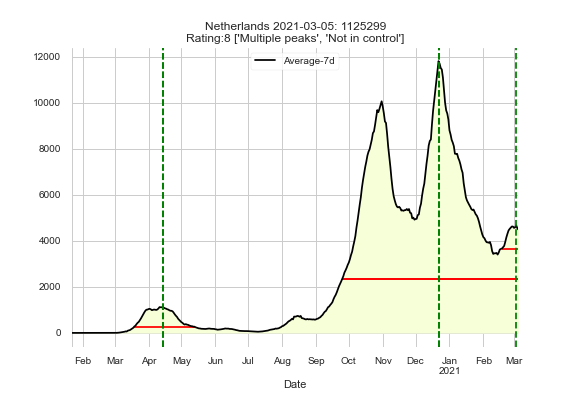 Netherlands 2021-03-05: 1125299
Rating:8 ['Multiple peaks', 'Not in control']
Average-7d
12000
10000
8000
6000
4000
2000
0
Feb Mar Apr May Jun Jul Aug Sep Oct Nov Dec Jan Feb Mar
2021
Date